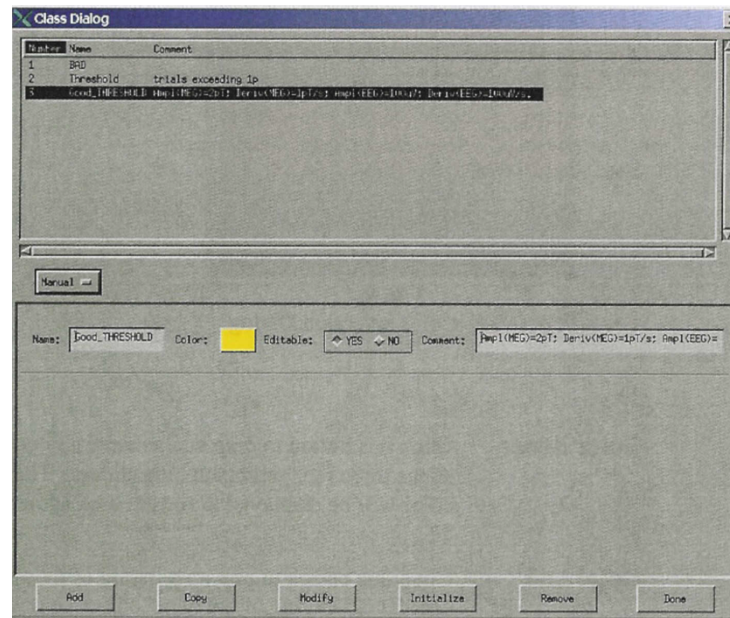 Class Dialog
Number Name Comment
1 BAD
2 Threshold trials exceeding 1p
3 Good_THRESHOLD Ampl(MEG)=2pT; Deriv(MEG)=1pT/s; Ampl(EEG)=100uV; Deriv(EEG)=100uV/s.
Manual
Name: Good_THRESHOLD Color: Editable: YES NO Comment: Ampl(MEG)=2pT; Deriv(MEG)=1pT/s; Ampl(EEG)=
Add Copy Modify Initialize Remove Done